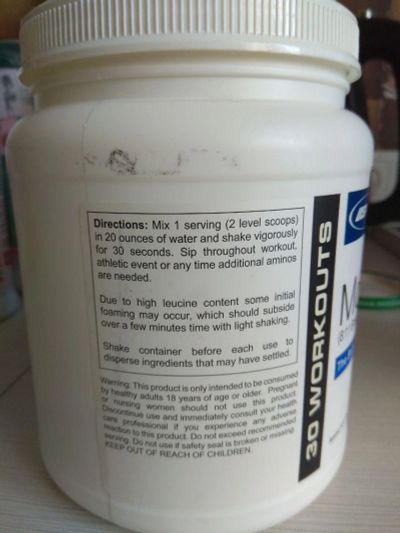 Directions: Mix 1 serving (2 level scoops)
in 20 ounces of water and shake vigorously
for 30 seconds. Sip throughout workout,
athletic event or any time additional aminos
are needed.
Due to high leucine content some initial
foaming may occur, which should subside
over a few minutes time with light shaking.
Shake container before each use to
disperse ingredients that may have settled.
Warning: This product is only intended to be consumed
by healthy adults 18 years of age or older. Pregnant
or nursing women should not use this product.
Discontinue use and immediately consult your health
care professional if you experience any adverse
reaction to this product. Do not exceed recommended
serving. Do not use if safety seal is broken or missing.
KEEP OUT OF REACH OF CHILDREN.
30 WORKOUTS